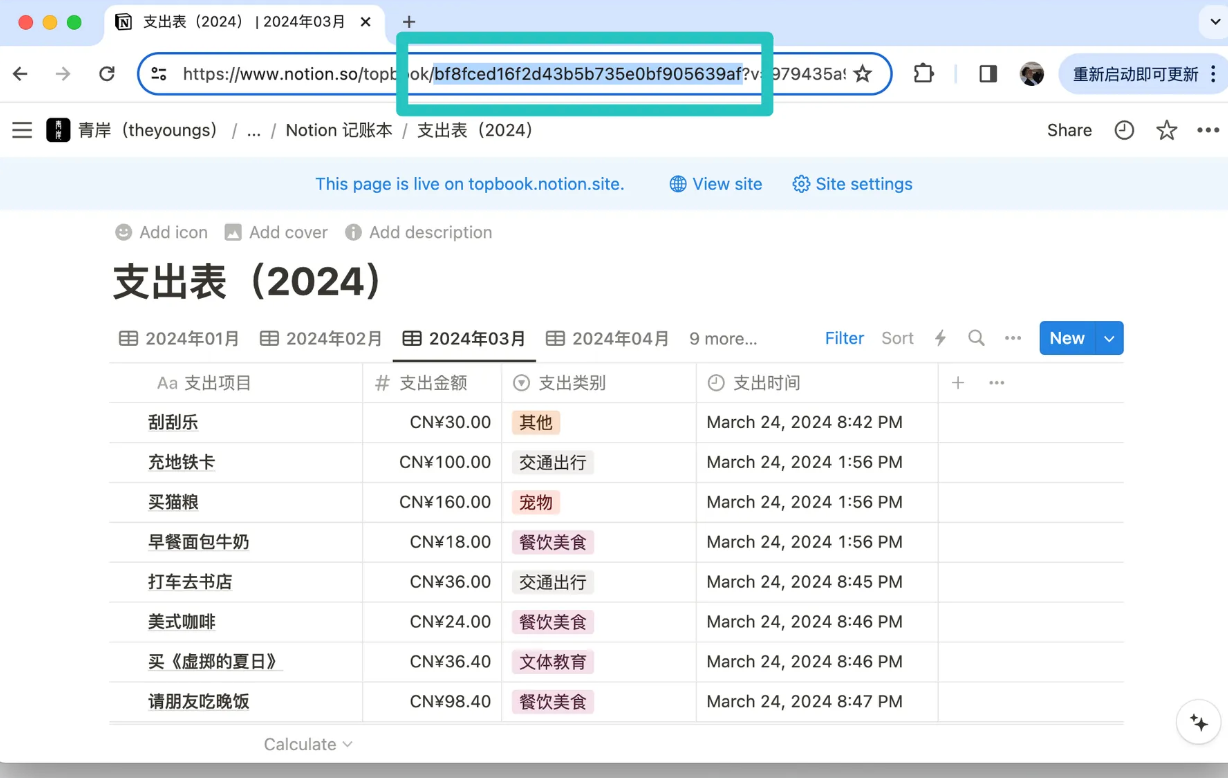 支出表（2024） | 2024年03月
https://www.notion.so/topbook/bf8fced16f2d43b5b735e0bf905639af?v=979435a9
重新启动即可更新
青岸（theyoungs） / ... / Notion 记账本 / 支出表（2024）
Share
This page is live on topbook.notion.site. View site Site settings
Add icon Add cover Add description
支出表（2024）
2024年01月 2024年02月 2024年03月 2024年04月 9 more... Filter Sort New
Aa 支出项目 # 支出金额 支出类别 支出时间
刮刮乐 CN¥30.00 其他 March 24, 2024 8:42 PM
充地铁卡 CN¥100.00 交通出行 March 24, 2024 1:56 PM
买猫粮 CN¥160.00 宠物 March 24, 2024 1:56 PM
早餐面包牛奶 CN¥18.00 餐饮美食 March 24, 2024 1:56 PM
打车去书店 CN¥36.00 交通出行 March 24, 2024 8:45 PM
美式咖啡 CN¥24.00 餐饮美食 March 24, 2024 8:46 PM
买《虚掷的夏日》 CN¥36.40 文体教育 March 24, 2024 8:46 PM
请朋友吃晚饭 CN¥98.40 餐饮美食 March 24, 2024 8:47 PM
Calculate